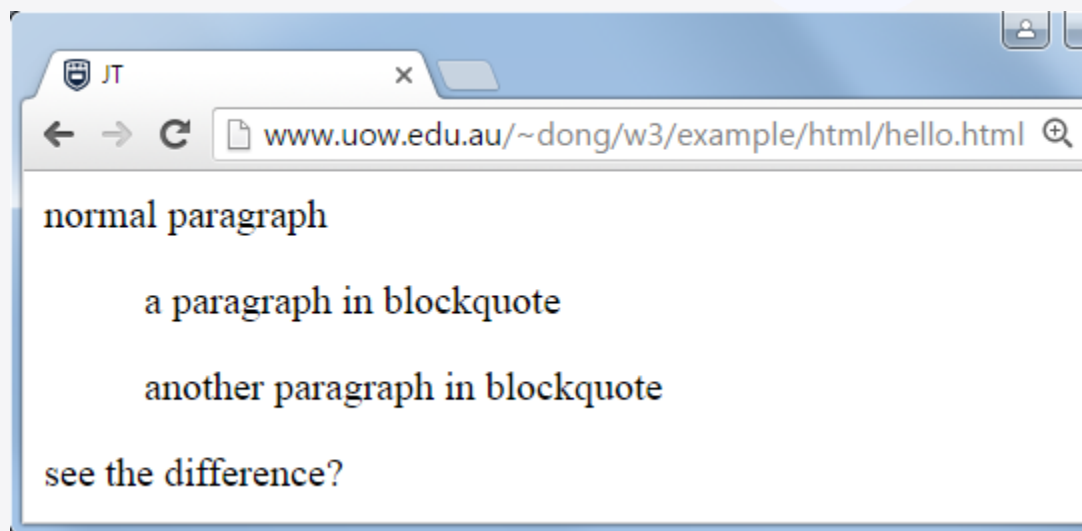 JT
www.uow.edu.au/~dong/w3/example/html/hello.html
normal paragraph
a paragraph in blockquote
another paragraph in blockquote
see the difference?